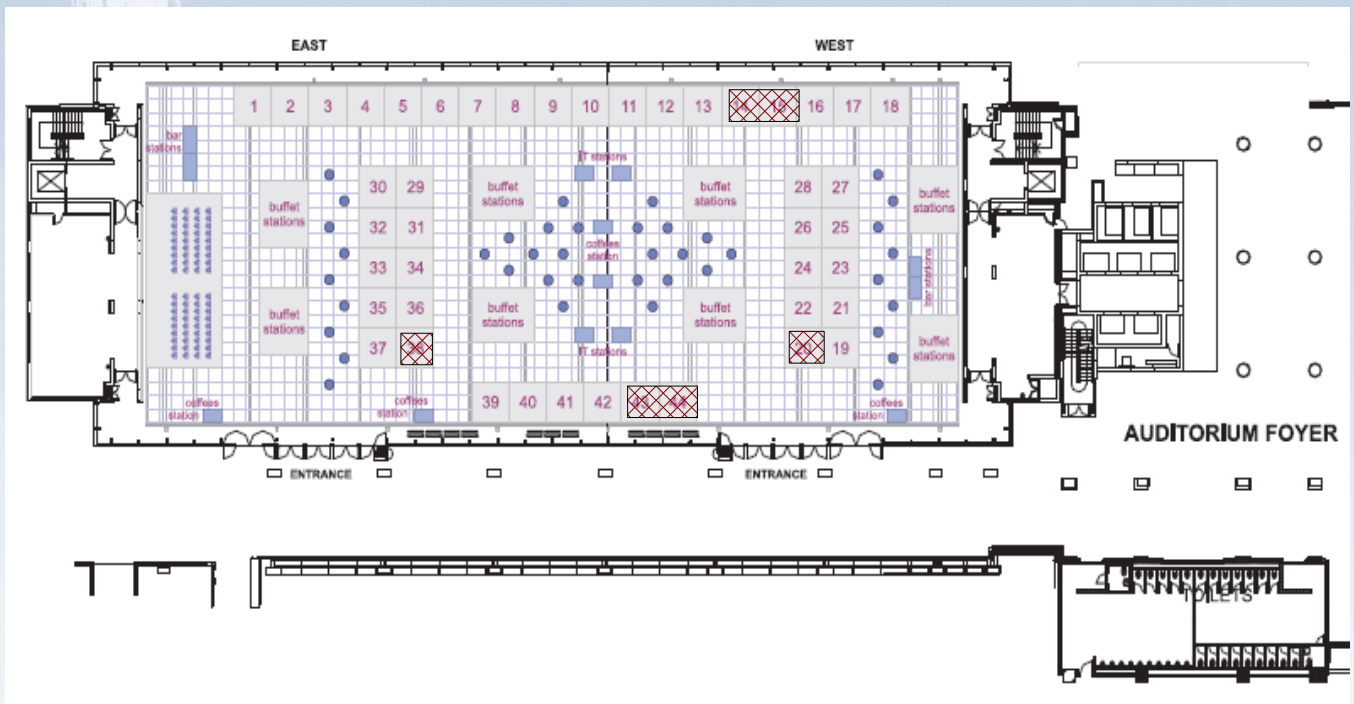 EAST WEST
1 2 3 4 5 6 7 8 9 10 11 12 13 14 15 16 17 18
bar
stations
IT stations
30 29
buffet
stations
buffet
stations
buffet
stations
28 27
buffet
stations
32 31
26 25
coffees
station
33 34
24 23
bar stations
35 36
buffet
stations
buffet
stations
buffet
stations
22 21
buffet
stations
37 38
IT stations
20 19
39 40 41 42 43 44
coffees
station
coffees
station
coffees
station
AUDITORIUM FOYER
ENTRANCE ENTRANCE
TOILETS